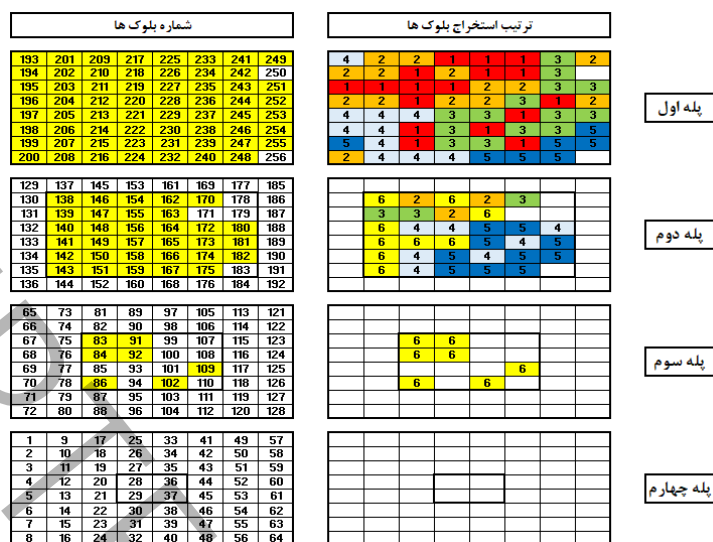 شماره بلوک ها
ترتیب استخراج بلوک ها
193 201 209 217 225 233 241 249
194 202 210 218 226 234 242 250
195 203 211 219 227 235 243 251
196 204 212 220 228 236 244 252
197 205 213 221 229 237 245 253
198 206 214 222 230 238 246 254
199 207 215 223 231 239 247 255
200 208 216 224 232 240 248 256
4 2 2 1 1 1 3 2
2 2 1 2 1 1 3
1 1 1 1 2 2 3 3
2 2 1 2 2 3 1 2
4 4 4 3 3 1 3 3
4 4 1 3 1 3 3 5
5 4 1 3 3 1 5 5
2 4 4 4 5 5 5
پله اول
129 137 145 153 161 169 177 185
130 138 146 154 162 170 178 186
131 139 147 155 163 171 179 187
132 140 148 156 164 172 180 188
133 141 149 157 165 173 181 189
134 142 150 158 166 174 182 190
135 143 151 159 167 175 183 191
136 144 152 160 168 176 184 192
6 2 6 2 3
3 3 2 6
6 4 4 5 5 4
6 6 6 5 4 5
6 4 5 4 5 5
6 4 5 5 5
پله دوم
65 73 81 89 97 105 113 121
66 74 82 90 98 106 114 122
67 75 83 91 99 107 115 123
68 76 84 92 100 108 116 124
69 77 85 93 101 109 117 125
70 78 86 94 102 110 118 126
71 79 87 95 103 111 119 127
72 80 88 96 104 112 120 128
6 6
6 6
6
6 6
پله سوم
1 9 17 25 33 41 49 57
2 10 18 26 34 42 50 58
3 11 19 27 35 43 51 59
4 12 20 28 36 44 52 60
5 13 21 29 37 45 53 61
6 14 22 30 38 46 54 62
7 15 23 31 39 47 55 63
8 16 24 32 40 48 56 64
پله چهارم